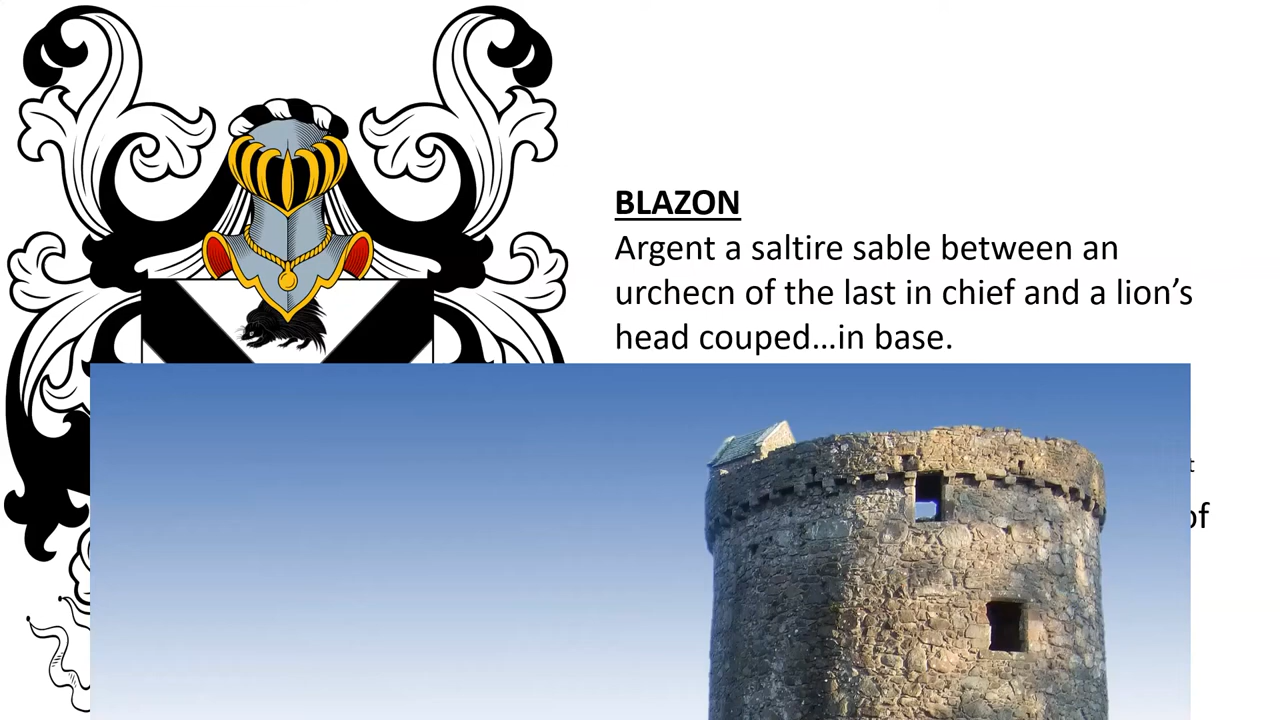 BLAZON
Argent a saltire sable between an
urchecn of the last in chief and a lion’s
head couped…in base.